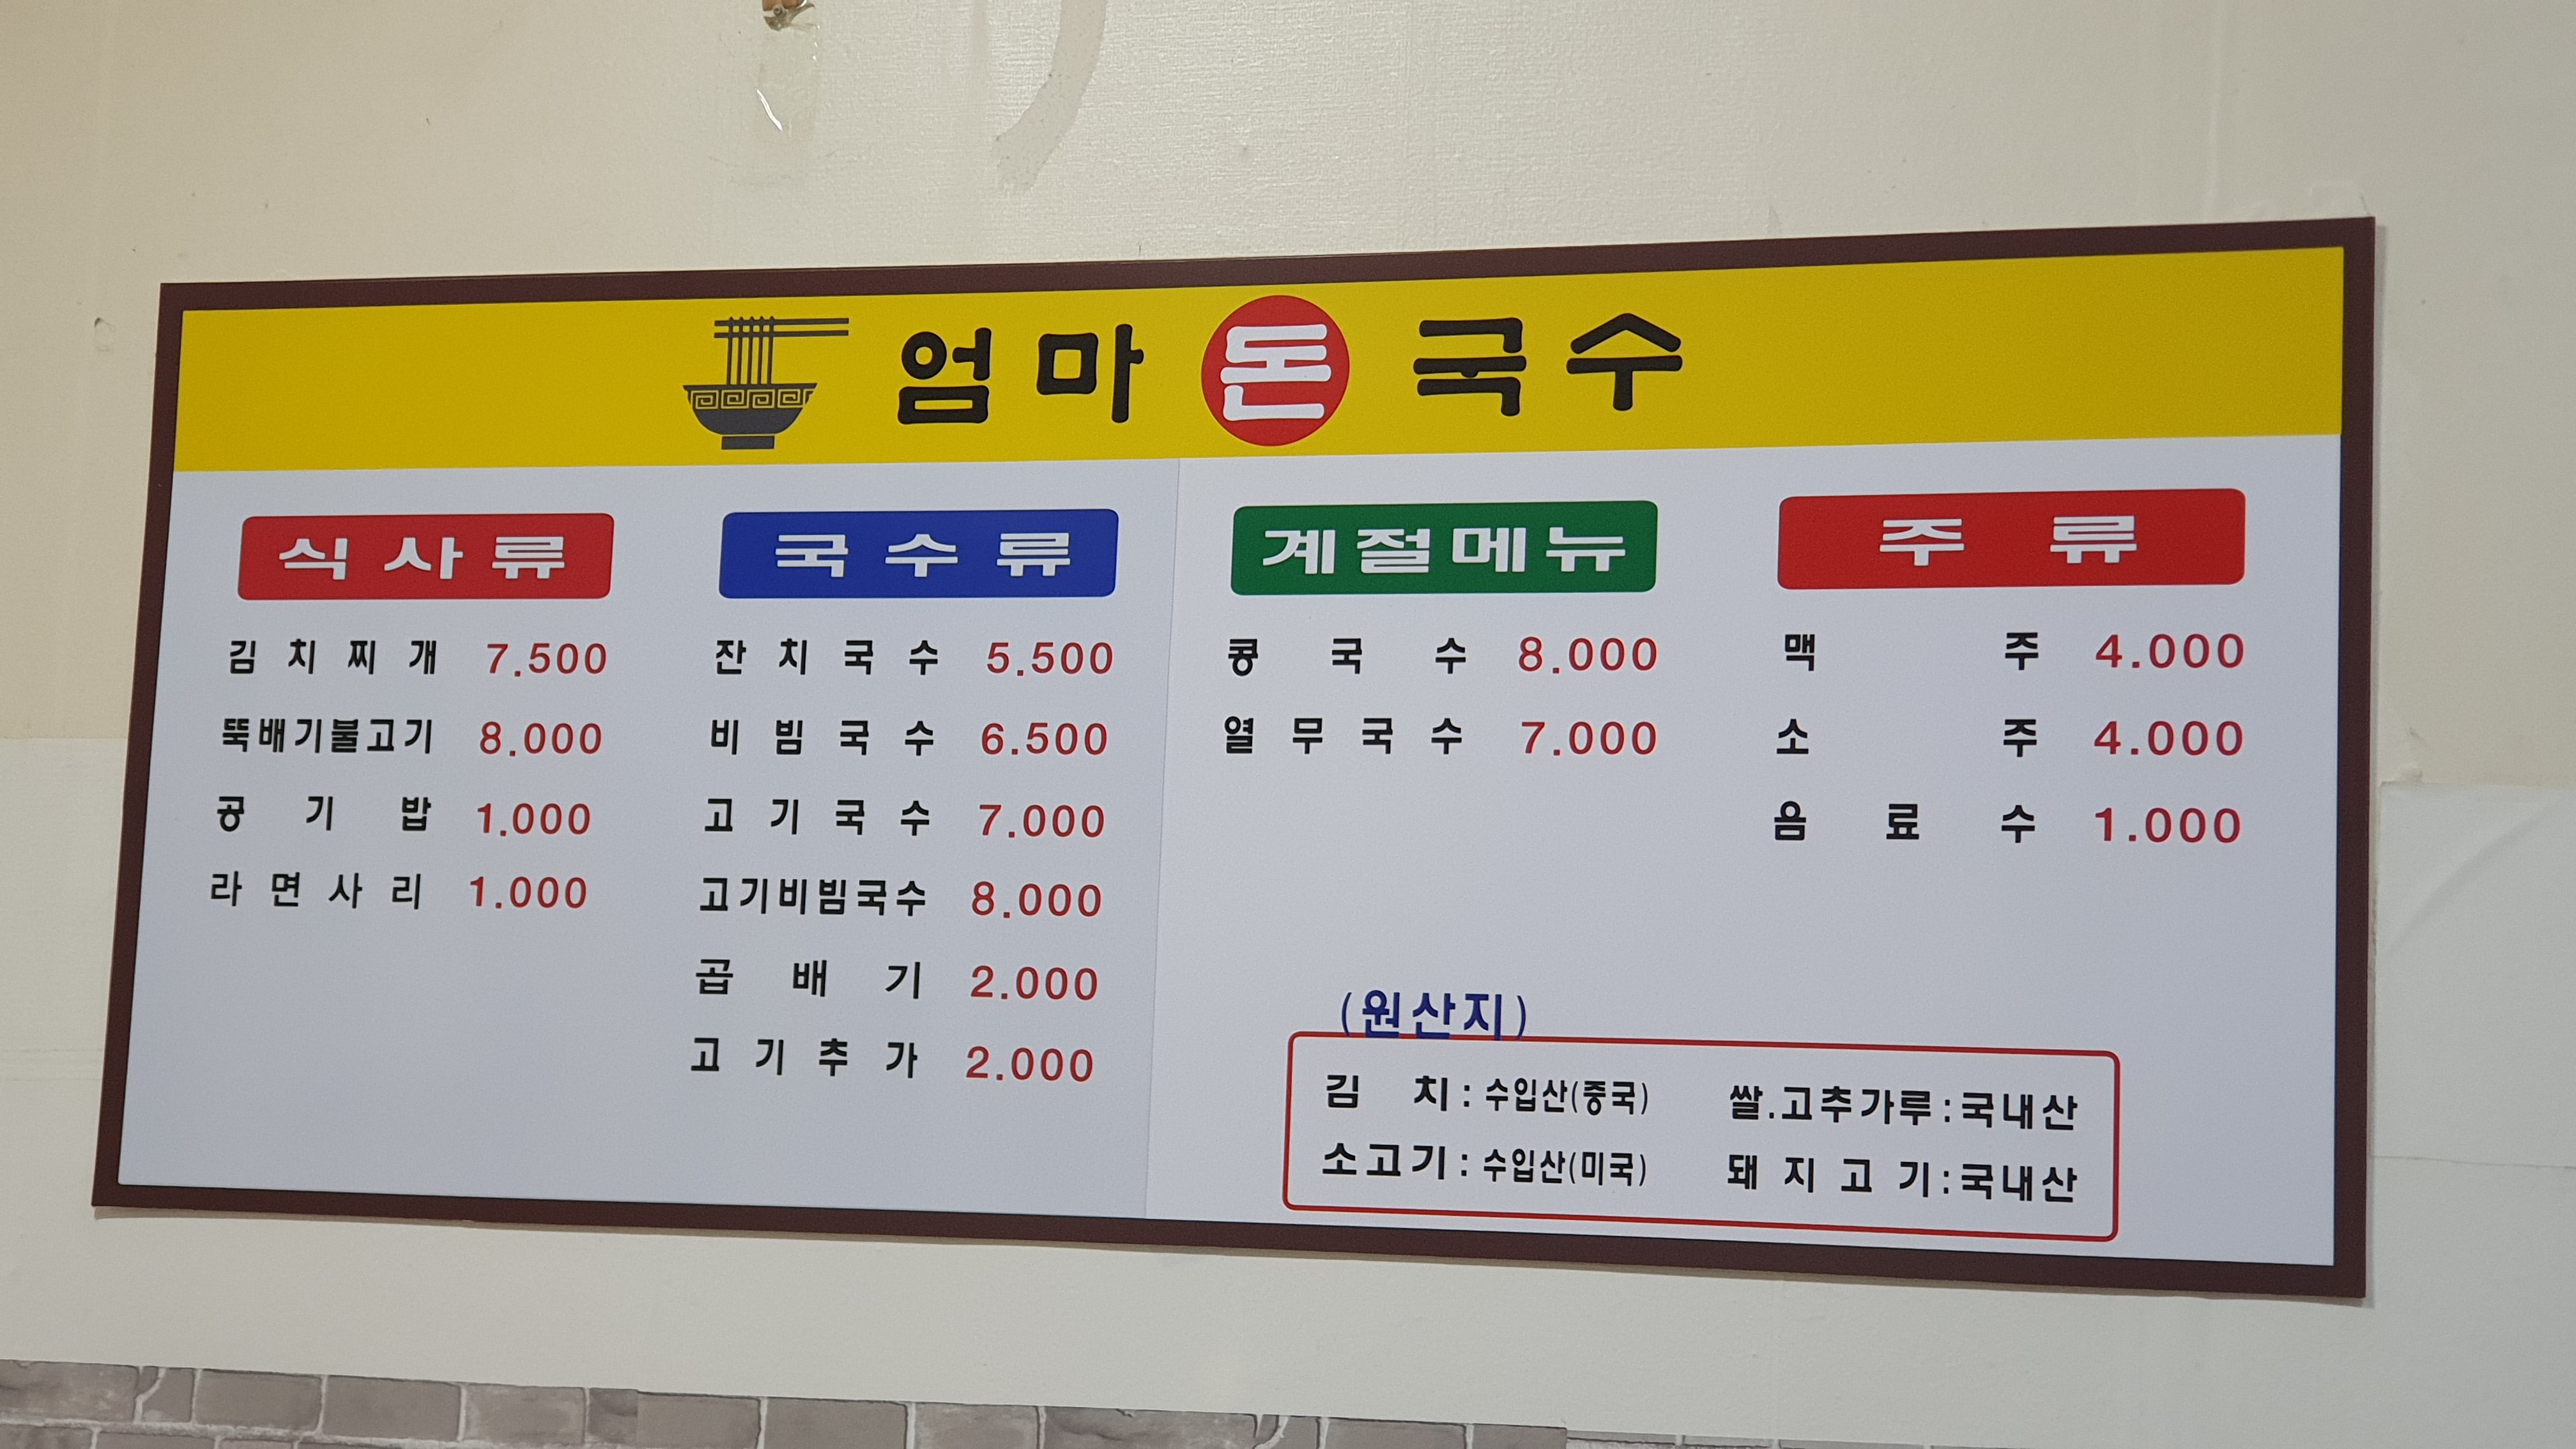 엄마 돈 국수
식사류
김치찌개 7.500
뚝배기불고기 8.000
공기밥 1.000
라면사리 1.000
국수류
잔치국수 5.500
비빔국수 6.500
고기국수 7.000
고기비빔국수 8.000
곱배기 2.000
고기추가 2.000
계절메뉴
콩국수 8.000
열무국수 7.000
주류
맥주 4.000
소주 4.000
음료수 1.000
(원산지)
김치:수입산(중국) 쌀.고추가루:국내산
소고기:수입산(미국) 돼지고기:국내산